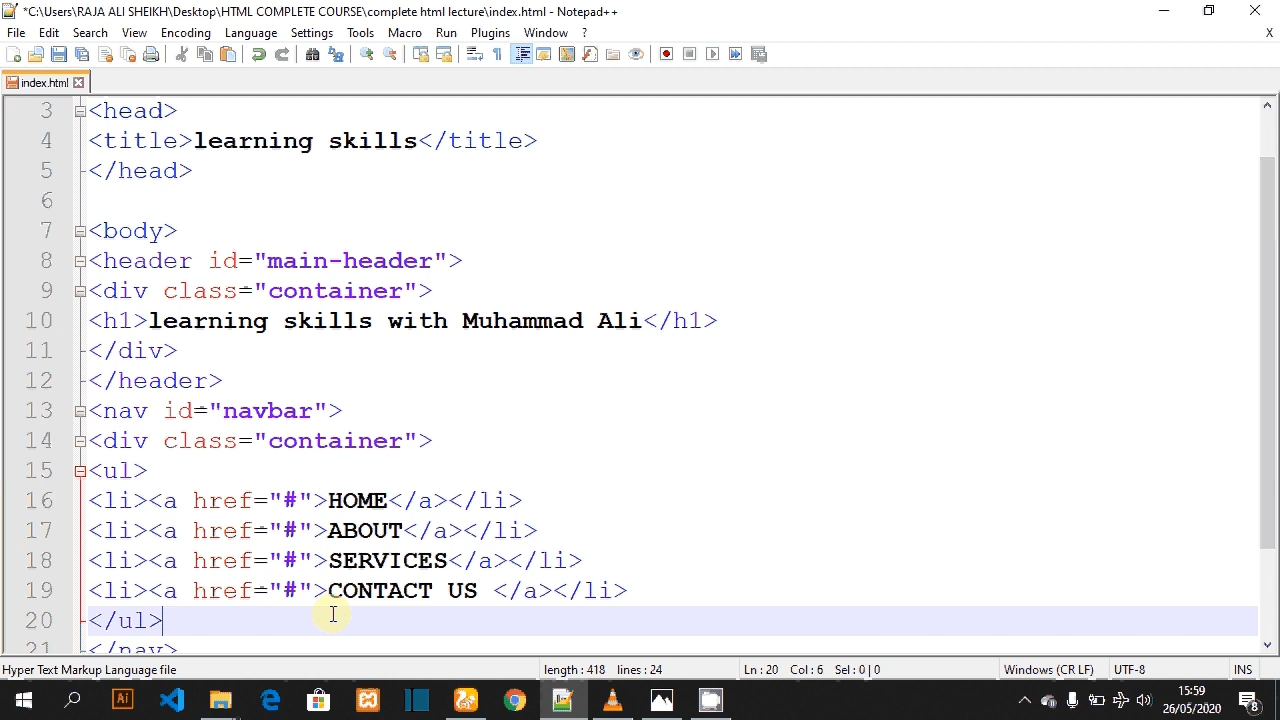 *C:\Users\RAJA ALI SHEIKH\Desktop\HTML COMPLETE COURSE\complete html lecture\index.html - Notepad++
File Edit Search View Encoding Language Settings Tools Macro Run Plugins Window ? X
index.html
3 <head>
4 <title>learning skills</title>
5 </head>
6
7 <body>
8 <header id="main-header">
9 <div class="container">
10 <h1>learning skills with Muhammad Ali</h1>
11 </div>
12 </header>
13 <nav id="navbar">
14 <div class="container">
15 <ul>
16 <li><a href="#">HOME</a></li>
17 <li><a href="#">ABOUT</a></li>
18 <li><a href="#">SERVICES</a></li>
19 <li><a href="#">CONTACT US </a></li>
20 </ul>
21 </nav>
Hyper Text Markup Language file length : 418 lines : 24 Ln : 20 Col : 6 Sel : 0 | 0 Windows (CR LF) UTF-8 INS
Ai
15:59
26/05/2020
8